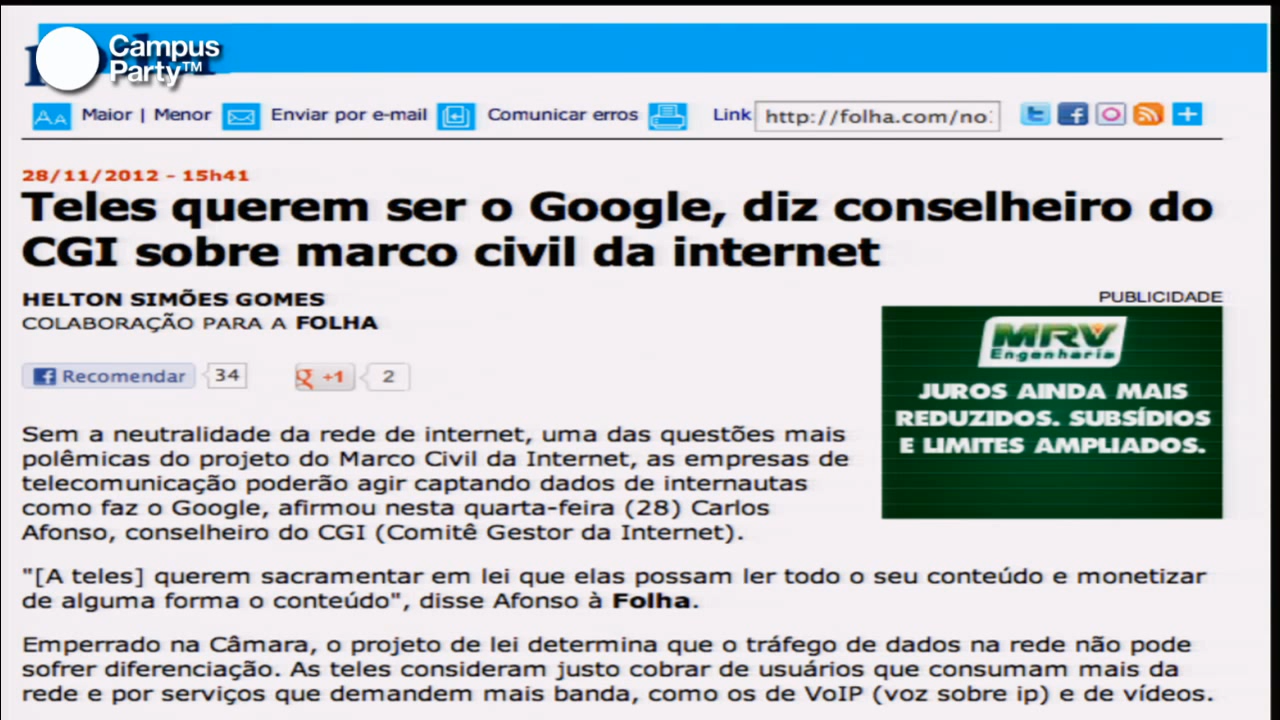 Campus
Party™
AA Maior | Menor Enviar por e-mail Comunicar erros Link http://folha.com/no
28/11/2012 - 15h41
Teles querem ser o Google, diz conselheiro do
CGI sobre marco civil da internet
HELTON SIMÕES GOMES
COLABORAÇÃO PARA A FOLHA
PUBLICIDADE
Recomendar 34 +1 2
MRV
Engenharia
JUROS AINDA MAIS
REDUZIDOS. SUBSÍDIOS
E LIMITES AMPLIADOS.
Sem a neutralidade da rede de internet, uma das questões mais
polêmicas do projeto do Marco Civil da Internet, as empresas de
telecomunicação poderão agir captando dados de internautas
como faz o Google, afirmou nesta quarta-feira (28) Carlos
Afonso, conselheiro do CGI (Comitê Gestor da Internet).
"[A teles] querem sacramentar em lei que elas possam ler todo o seu conteúdo e monetizar
de alguma forma o conteúdo", disse Afonso à Folha.
Emperrado na Câmara, o projeto de lei determina que o tráfego de dados na rede não pode
sofrer diferenciação. As teles consideram justo cobrar de usuários que consumam mais da
rede e por serviços que demandem mais banda, como os de VoIP (voz sobre ip) e de vídeos.